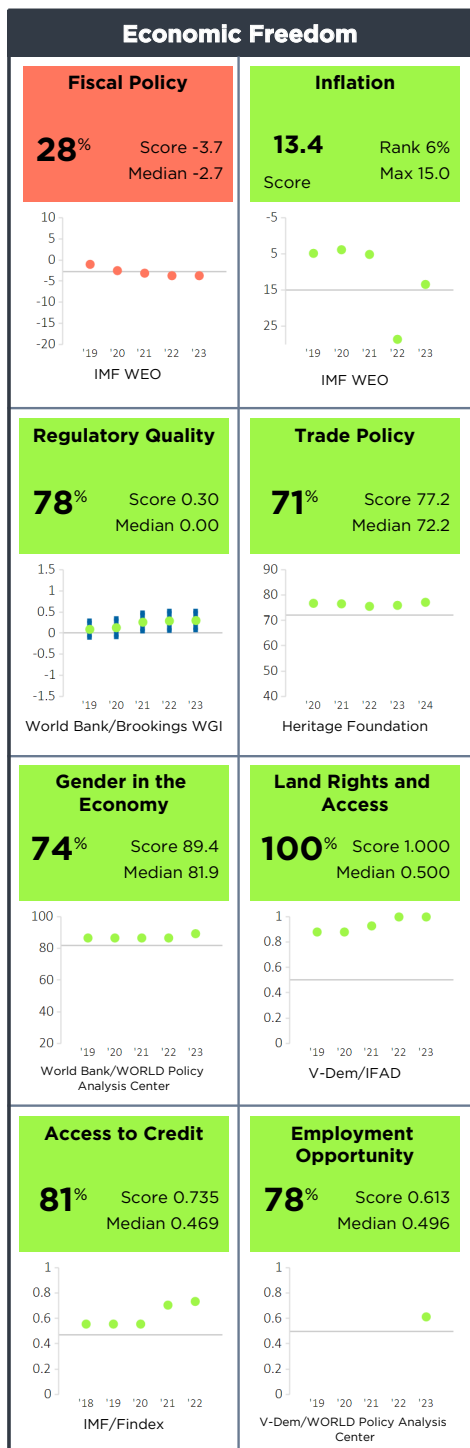 Economic Freedom
Fiscal Policy
28%
Score -3.7
Median -2.7
10
5
0
-5
-10
-15
-20
'19 '20 '21 '22 '23
IMF WEO
Inflation
13.4
Score
Rank 6%
Max 15.0
-5
5
15
25
'19 '20 '21 '22 '23
IMF WEO
Regulatory Quality
78%
Score 0.30
Median 0.00
1.5
1
0.5
0
-0.5
-1
-1.5
'19 '20 '21 '22 '23
World Bank/Brookings WGI
Trade Policy
71%
Score 77.2
Median 72.2
90
80
70
60
50
40
'20 '21 '22 '23 '24
Heritage Foundation
Gender in the
Economy
74%
Score 89.4
Median 81.9
100
80
60
40
20
'19 '20 '21 '22 '23
World Bank/WORLD Policy
Analysis Center
Land Rights and
Access
100%
Score 1.000
Median 0.500
1
0.8
0.6
0.4
0.2
0
'19 '20 '21 '22 '23
V-Dem/IFAD
Access to Credit
81%
Score 0.735
Median 0.469
1
0.8
0.6
0.4
0.2
0
'18 '19 '20 '21 '22
IMF/Findex
Employment
Opportunity
78%
Score 0.613
Median 0.496
1
0.8
0.6
0.4
0.2
0
'19 '20 '21 '22 '23
V-Dem/WORLD Policy Analysis
Center